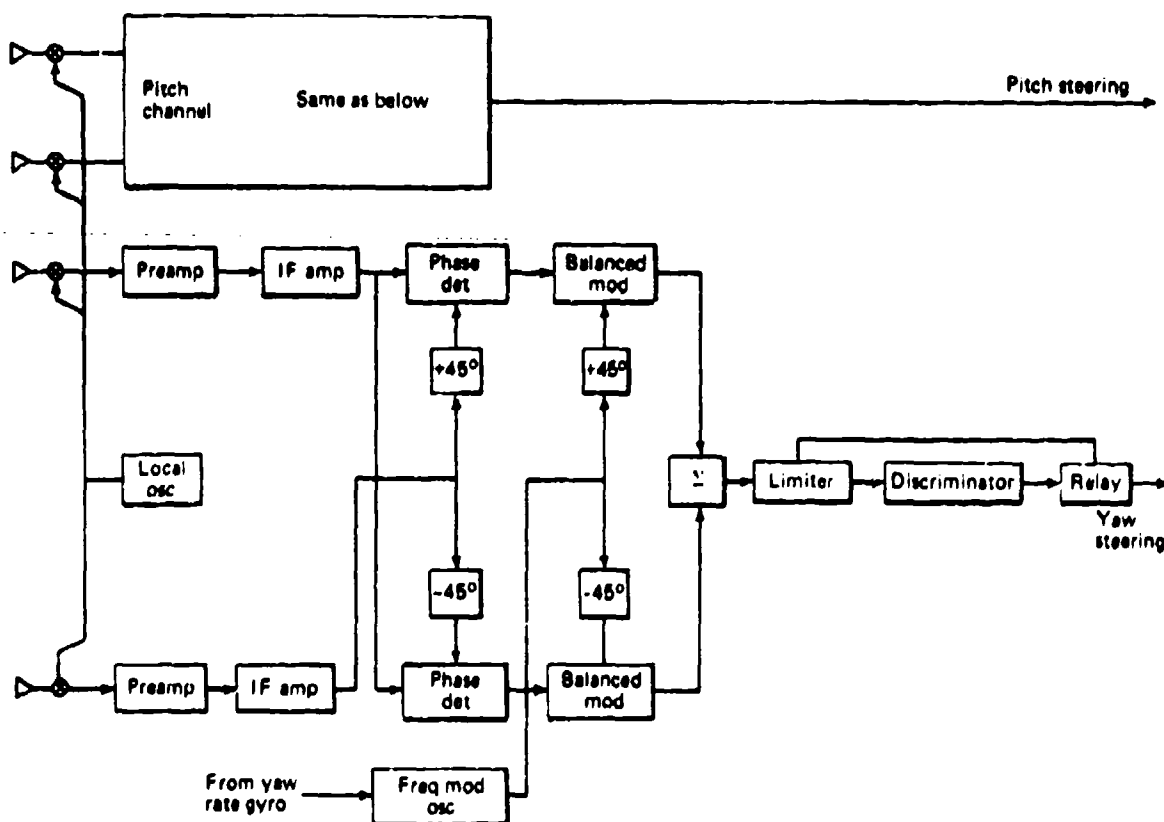 Pitch
channel
Same as below
Pitch steering
Preamp
IF amp
Phase
det
Balanced
mod
+45°
+45°
Local
osc
Σ
Limiter
Discriminator
Relay
Yaw
steering
-45°
-45°
Preamp
IF amp
Phase
det
Balanced
mod
From yaw
rate gyro
Freq mod
osc